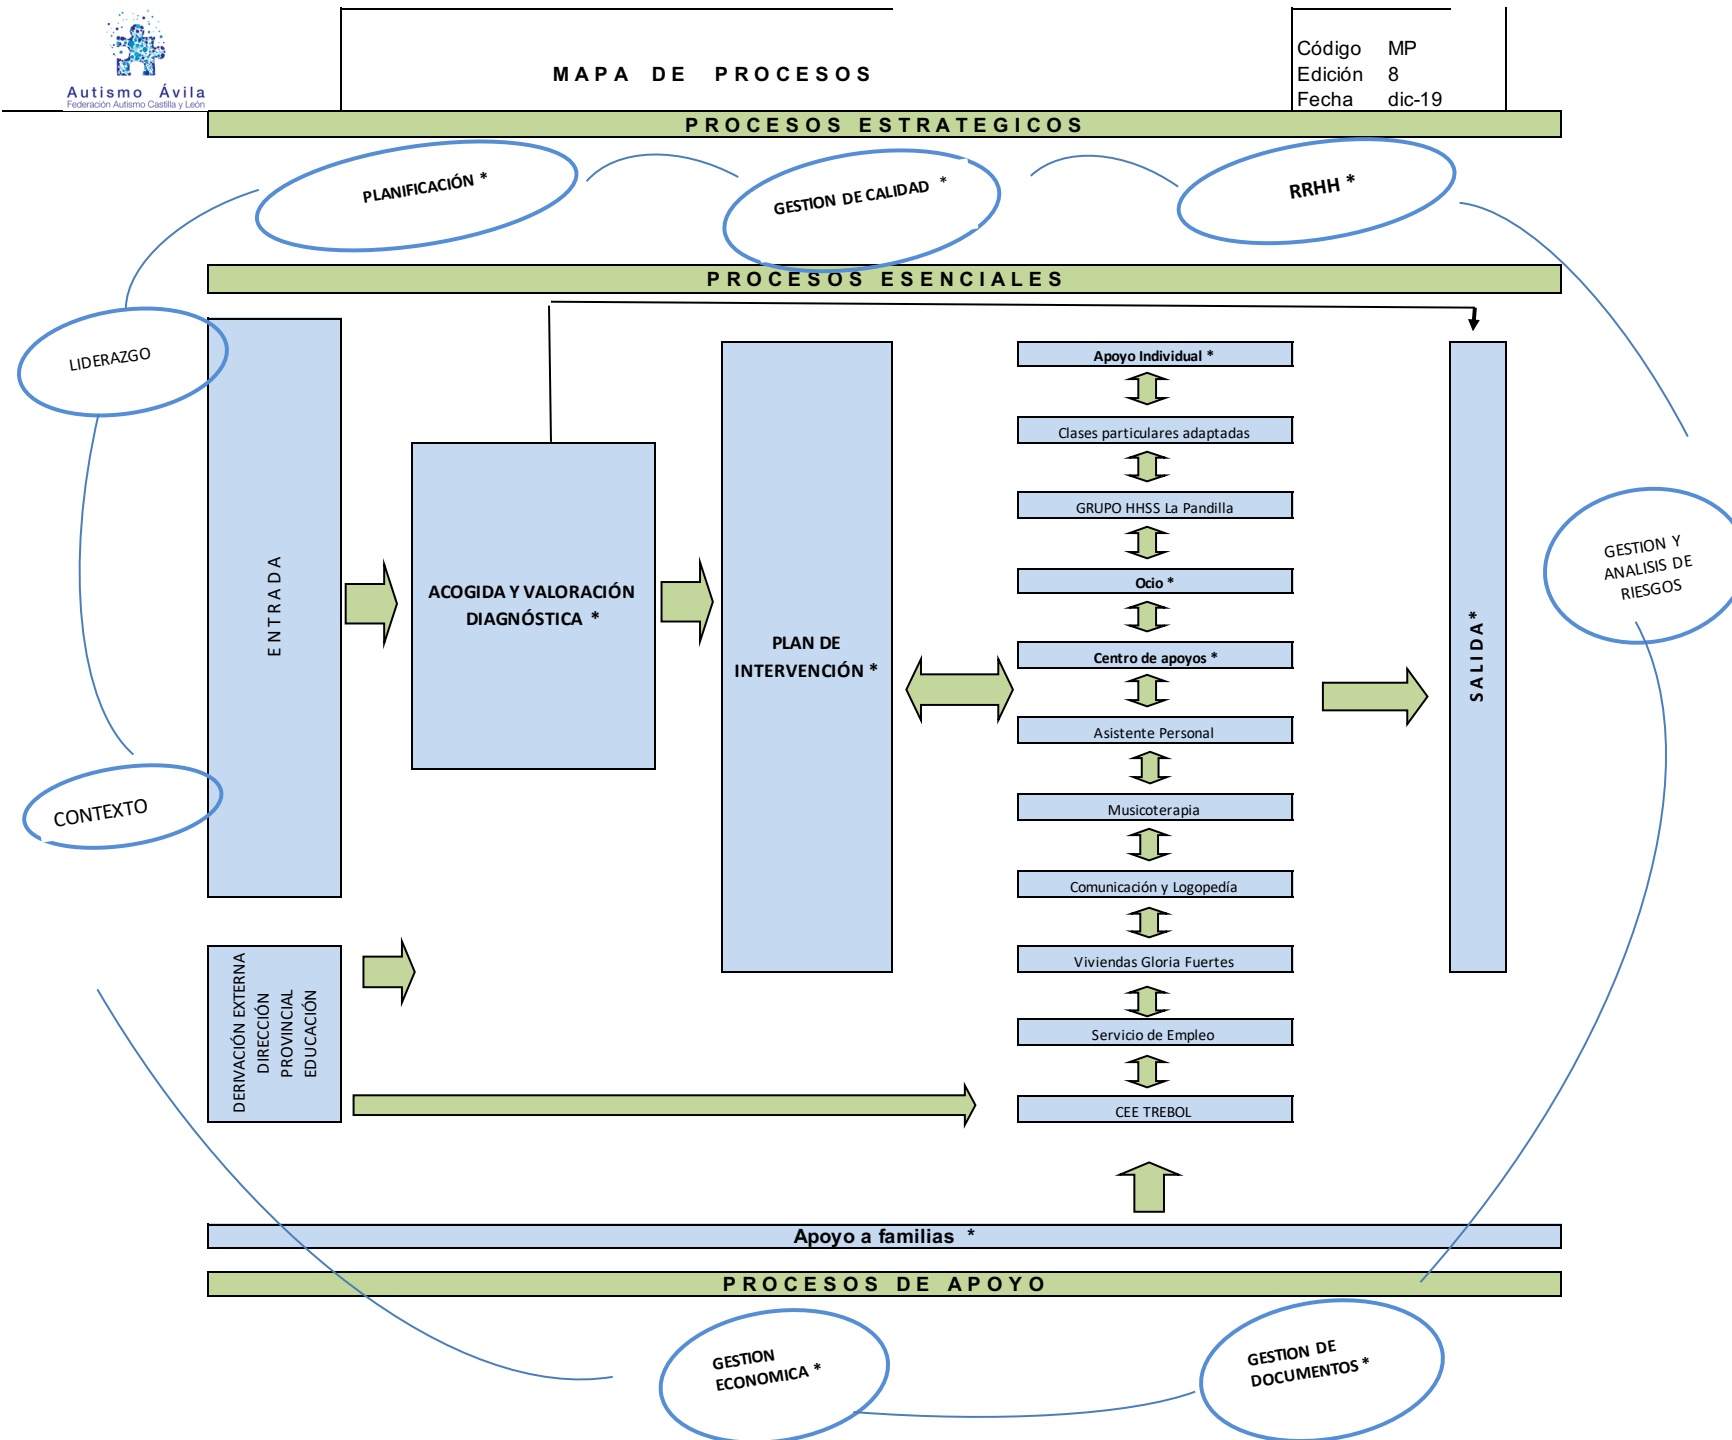 Autismo Ávila
Federación Autismo Castilla y León
MAPA DE PROCESOS
Código MP
Edición 8
Fecha dic-19
PROCESOS ESTRATEGICOS
PLANIFICACIÓN *
GESTION DE CALIDAD *
RRHH *
PROCESOS ESENCIALES
LIDERAZGO
CONTEXTO
ENTRADA
ACOGIDA Y VALORACIÓN
DIAGNÓSTICA *
PLAN DE
INTERVENCIÓN *
Apoyo Individual *
Clases particulares adaptadas
GRUPO HHSS La Pandilla
Ocio *
Centro de apoyos *
Asistente Personal
Musicoterapia
Comunicación y Logopedía
Viviendas Gloria Fuertes
Servicio de Empleo
CEE TREBOL
SALIDA*
GESTION Y
ANALISIS DE
RIESGOS
DERIVACIÓN EXTERNA
DIRECCIÓN
PROVINCIAL
EDUCACIÓN
Apoyo a familias *
PROCESOS DE APOYO
GESTION
ECONOMICA *
GESTION DE
DOCUMENTOS *